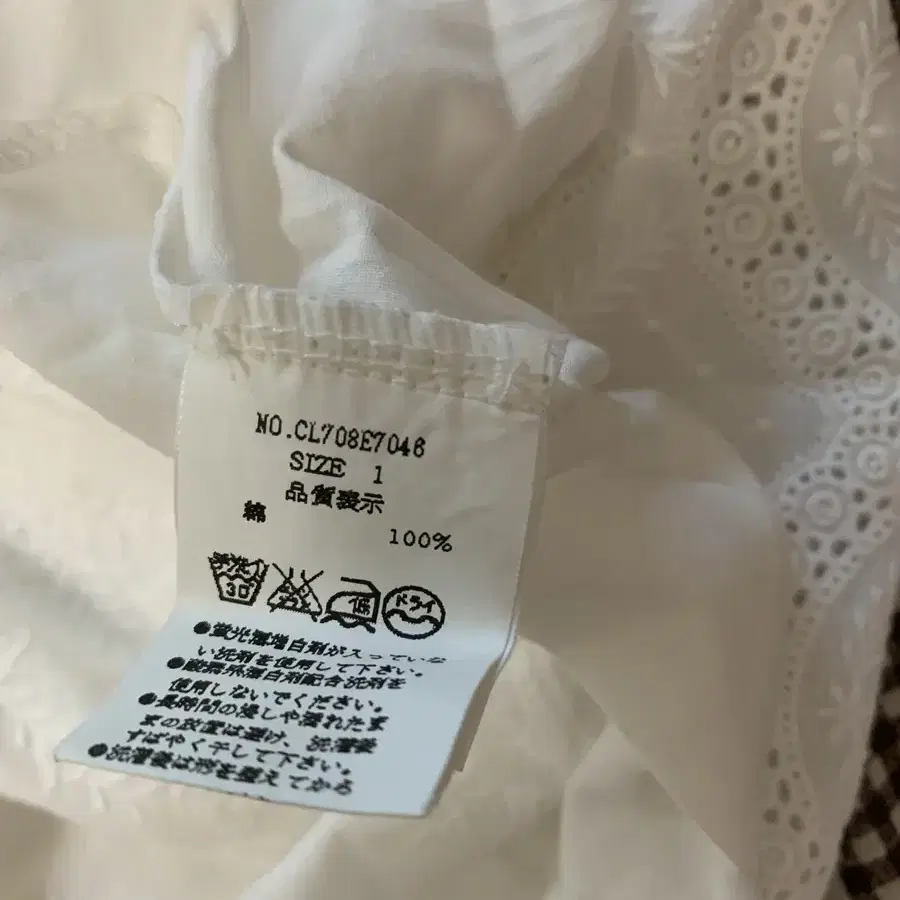 NO.CL708E7046
SIZE 1
品質表示
綿 100%
手洗イ 30 低 ドライ
●蛍光増白剤が入っていな
い洗剤を使用して下さい。
●酸素系漂白剤配合洗剤を
使用しないでください。
●長時間の浸しや濡れたま
まの放置は避け、洗濯後
すばやく干して下さい。
●洗濯後は形を整えてから